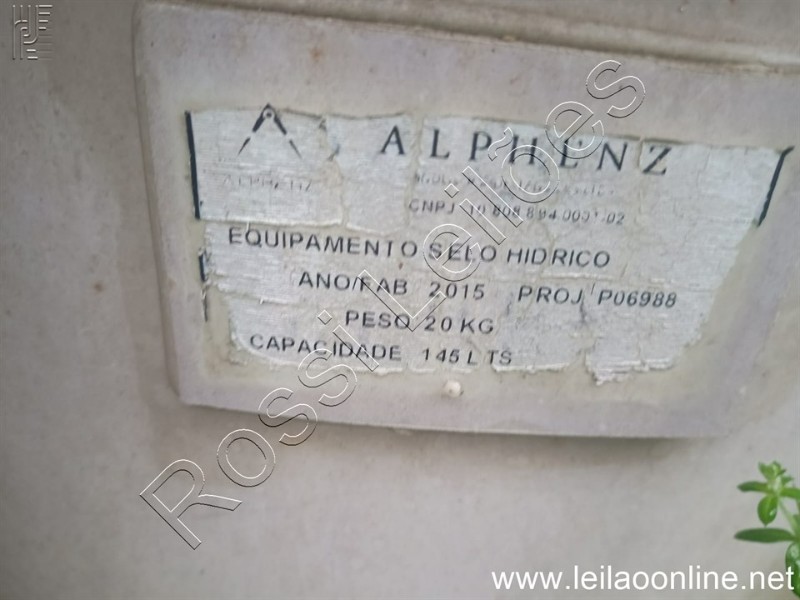 ALPHENZ
EQUIPAMENTO SELO HIDRICO
ANO/FAB 2015 PROJ P06988
PESO 20 KG
CAPACIDADE 145 LTS
Rossi Leilões
www.leilaoonline.net